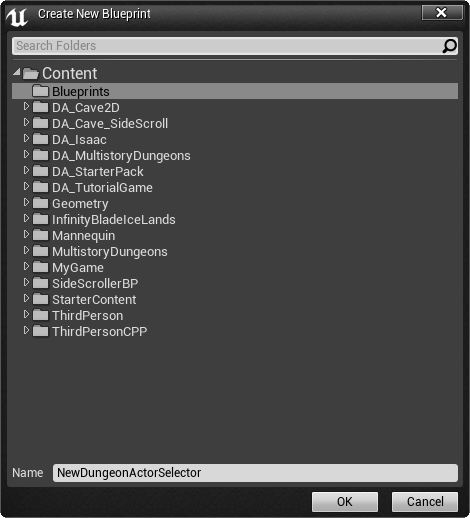 Create New Blueprint
Search Folders
Content
Blueprints
DA_Cave2D
DA_Cave_SideScroll
DA_Isaac
DA_MultistoryDungeons
DA_StarterPack
DA_TutorialGame
Geometry
InfinityBladeIceLands
Mannequin
MultistoryDungeons
MyGame
SideScrollerBP
StarterContent
ThirdPerson
ThirdPersonCPP
Name NewDungeonActorSelector
OK Cancel